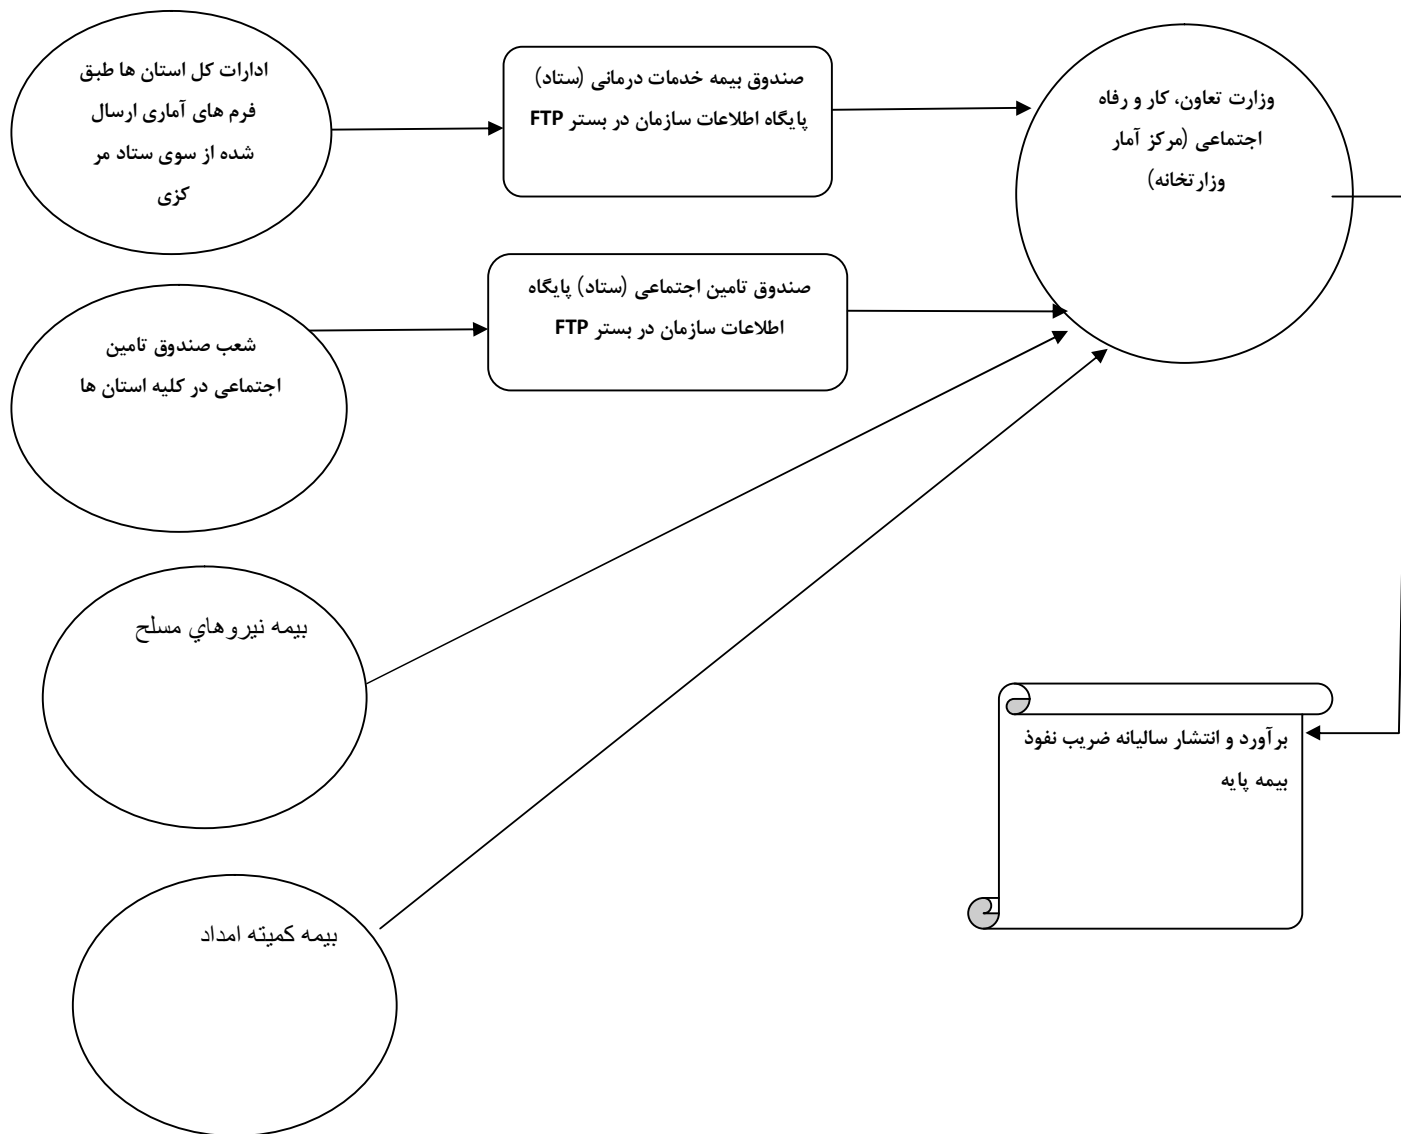 ادارات کل استان ها طبق
فرم های آماری ارسال
شده از سوی ستاد مر
کزی
صندوق بیمه خدمات درمانی (ستاد)
پایگاه اطلاعات سازمان در بستر FTP
وزارت تعاون، کار و رفاه
اجتماعی (مرکز آمار
وزارتخانه)
شعب صندوق تامین
اجتماعی در کلیه استان ها
صندوق تامین اجتماعی (ستاد) پایگاه
اطلاعات سازمان در بستر FTP
بيمه نيروهاي مسلح
برآورد و انتشار سالیانه ضریب نفوذ
بیمه پایه
بيمه كميته امداد